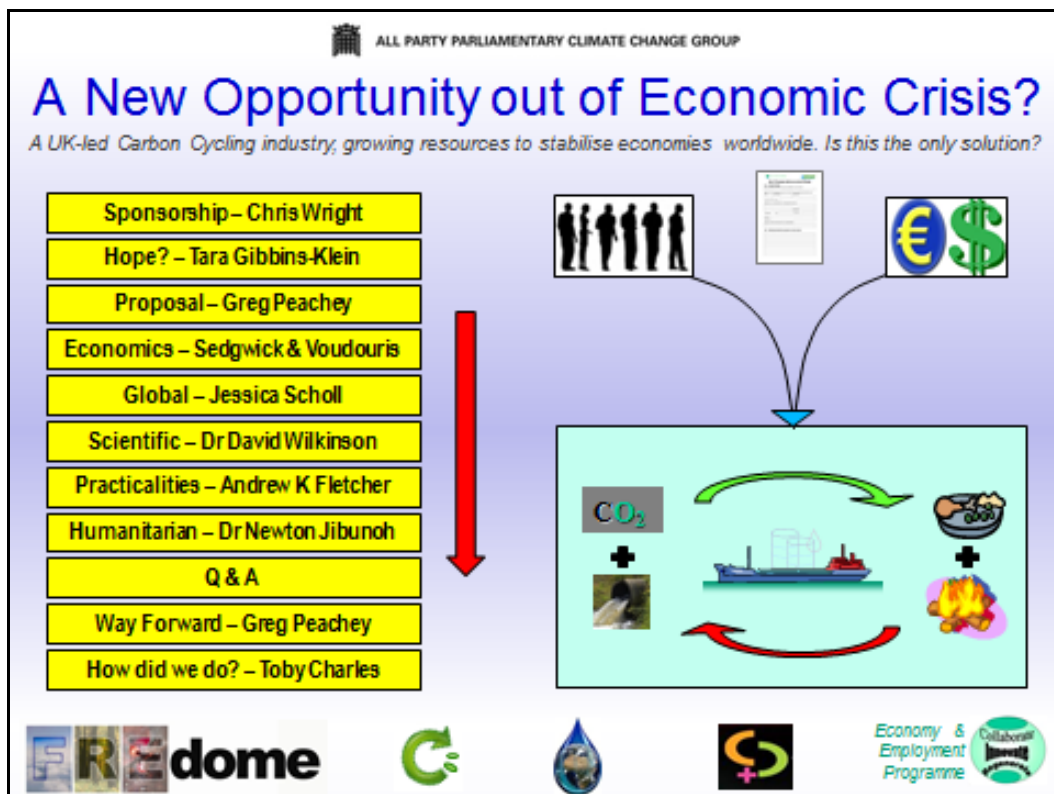 ALL PARTY PARLIAMENTARY CLIMATE CHANGE GROUP
A New Opportunity out of Economic Crisis?
A UK-led Carbon Cycling industry, growing resources to stabilise economies worldwide. Is this the only solution?
Sponsorship – Chris Wright
Hope? – Tara Gibbins-Klein
Proposal – Greg Peachey
Economics – Sedgwick & Voudouris
Global – Jessica Scholl
Scientific – Dr David Wilkinson
Practicalities – Andrew K Fletcher
Humanitarian – Dr Newton Jibunoh
Q & A
Way Forward – Greg Peachey
How did we do? – Toby Charles
€$
CO₂
FREdome
Economy &
Employment
Programme
Collaborate
Innovate
Regenerate